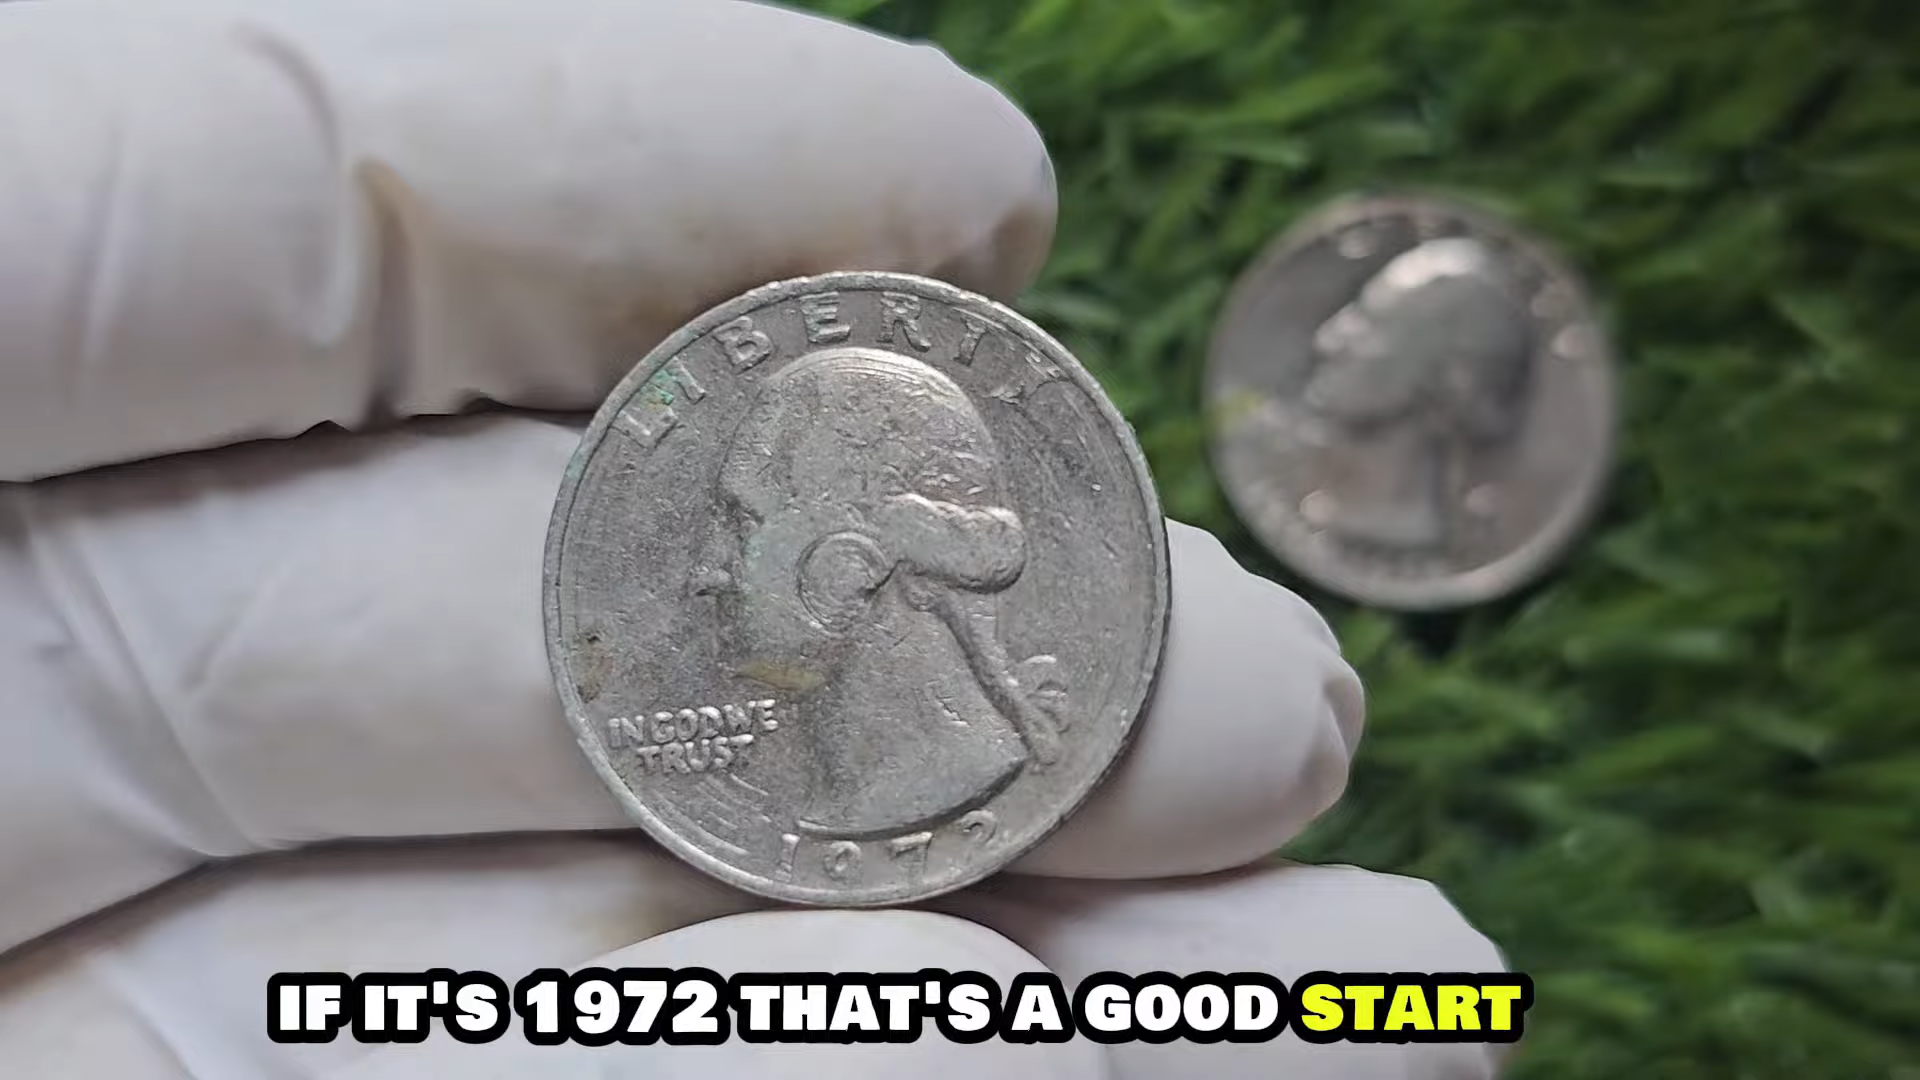 LIBERTY
IN GOD WE
TRUST
1972
IF IT'S 1972 THAT'S A GOOD START